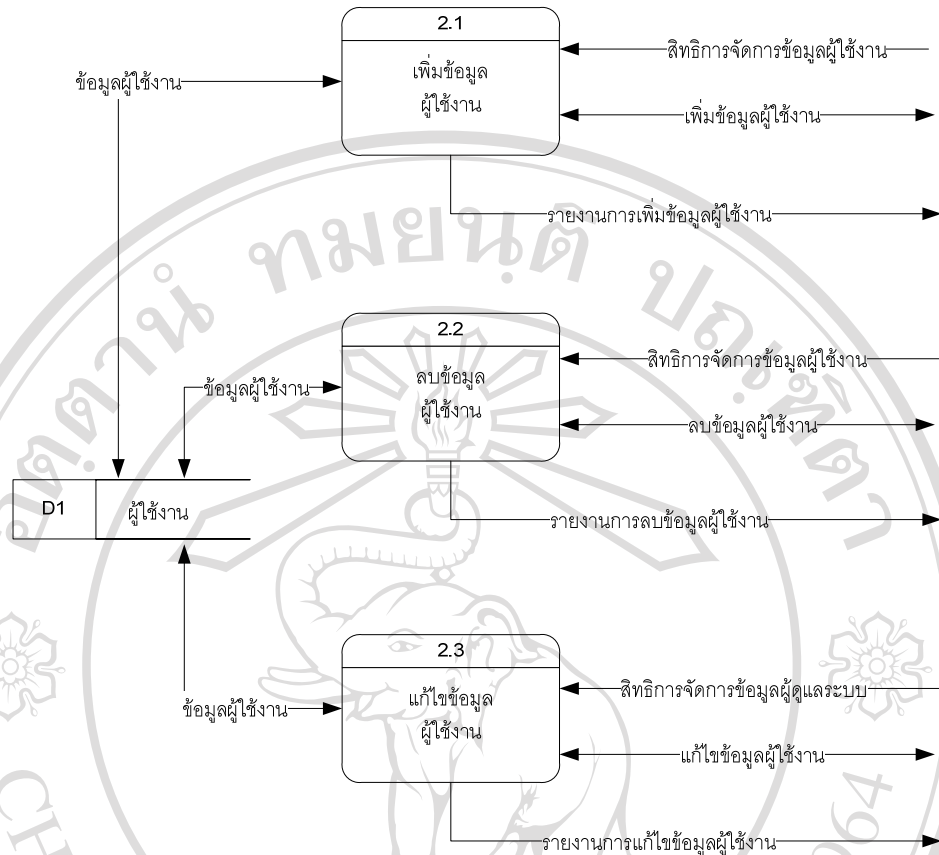 2.1
เพิ่มข้อมูล
ผู้ใช้งาน
สิทธิการจัดการข้อมูลผู้ใช้งาน
ข้อมูลผู้ใช้งาน
เพิ่มข้อมูลผู้ใช้งาน
รายงานการเพิ่มข้อมูลผู้ใช้งาน
2.2
ลบข้อมูล
ผู้ใช้งาน
สิทธิการจัดการข้อมูลผู้ใช้งาน
ข้อมูลผู้ใช้งาน
ลบข้อมูลผู้ใช้งาน
D1
ผู้ใช้งาน
รายงานการลบข้อมูลผู้ใช้งาน
2.3
แก้ไขข้อมูล
ผู้ใช้งาน
สิทธิการจัดการข้อมูลผู้ดูแลระบบ
ข้อมูลผู้ใช้งาน
แก้ไขข้อมูลผู้ใช้งาน
รายงานการแก้ไขข้อมูลผู้ใช้งาน
ทมยนฺติ
ปณฺฑิตา
964